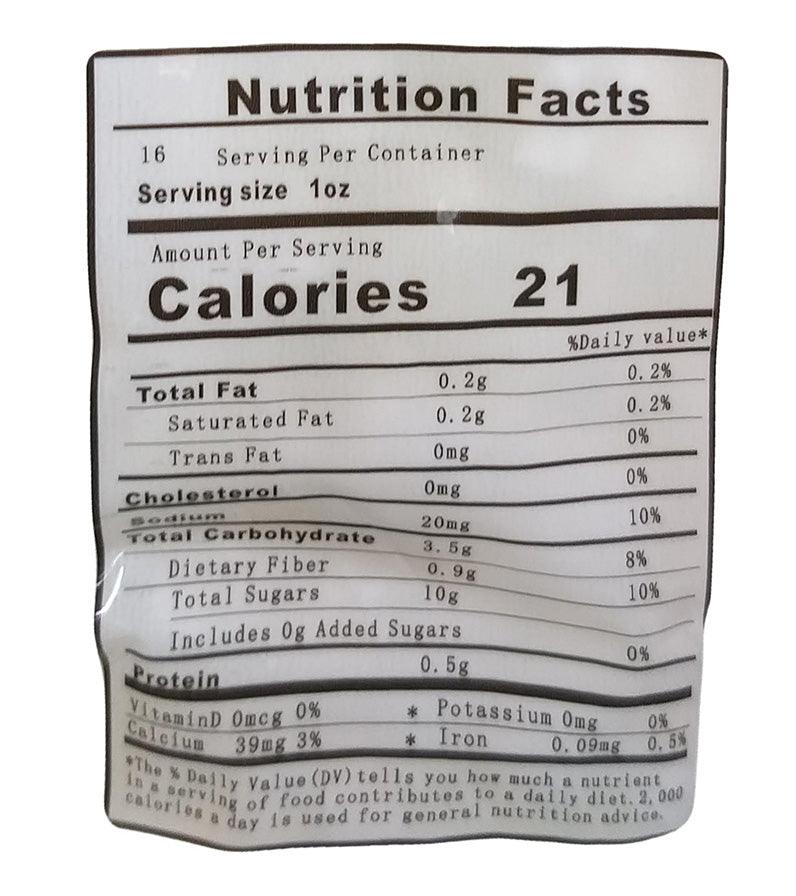 Nutrition Facts
16 Serving Per Container
Serving size 1oz
Amount Per Serving
Calories 21
%Daily value*
Total Fat 0.2g 0.2%
Saturated Fat 0.2g 0.2%
Trans Fat 0mg 0%
Cholesterol 0mg 0%
Sodium 20mg 10%
Total Carbohydrate 3.5g
Dietary Fiber 0.9g 8%
Total Sugars 10g 10%
Includes 0g Added Sugars
0%
Protein 0.5g
VitaminD 0mcg 0% * Potassium 0mg 0%
Calcium 39mg 3% * Iron 0.09mg 0.5%
*The % Daily Value(DV)tells you how much a nutrient
in a serving of food contributes to a daily diet.2,000
calories a day is used for general nutrition advice.